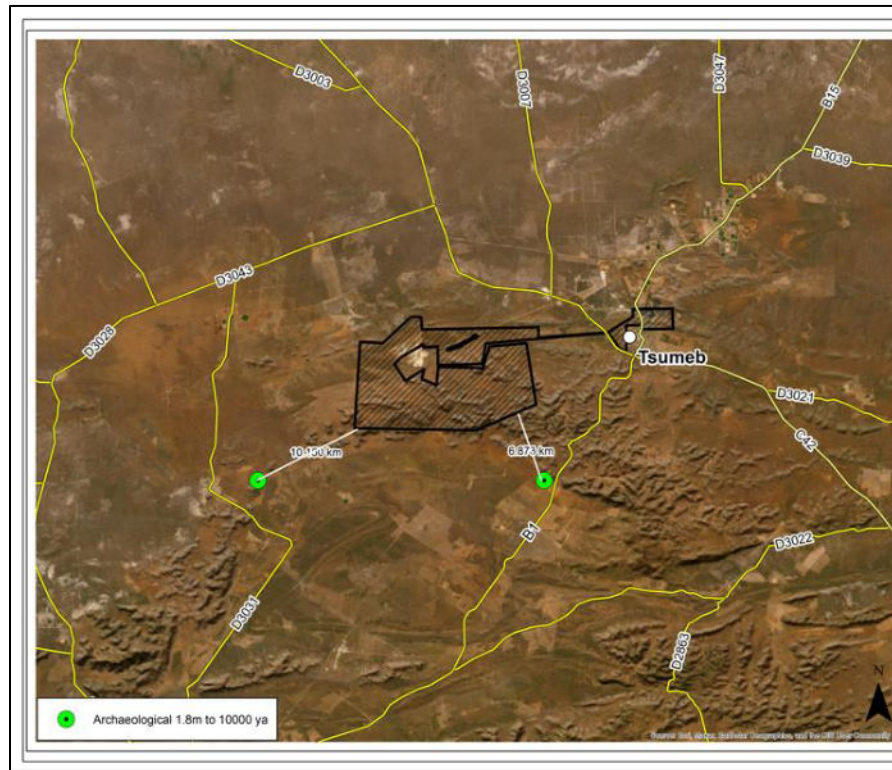 D3003
D3007
D3047
B15
D3039
D3043
D3028
Tsumeb
D3021
C42
10.150 km
6.873 km
B1
D3022
D3031
D2863
N
Archaeological 1.8m to 10000 ya